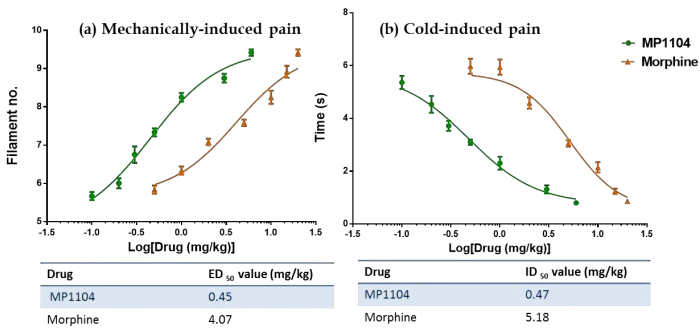 (a) Mechanically-induced pain
10
9
8
7
6
5
Filament no.
-1.5 -1.0 -0.5 0.0 0.5 1.0 1.5
Log[Drug (mg/kg)]
(b) Cold-induced pain
8
6
4
2
0
Time (s)
-1.5 -1.0 -0.5 0.0 0.5 1.0 1.5
Log[Drug (mg/kg)]
MP1104
Morphine
Drug ED 50 value (mg/kg)
MP1104 0.45
Morphine 4.07
Drug ID 50 value (mg/kg)
MP1104 0.47
Morphine 5.18